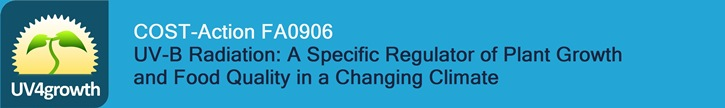 COST-Action FA0906
UV-B Radiation: A Specific Regulator of Plant Growth
and Food Quality in a Changing Climate
UV4growth